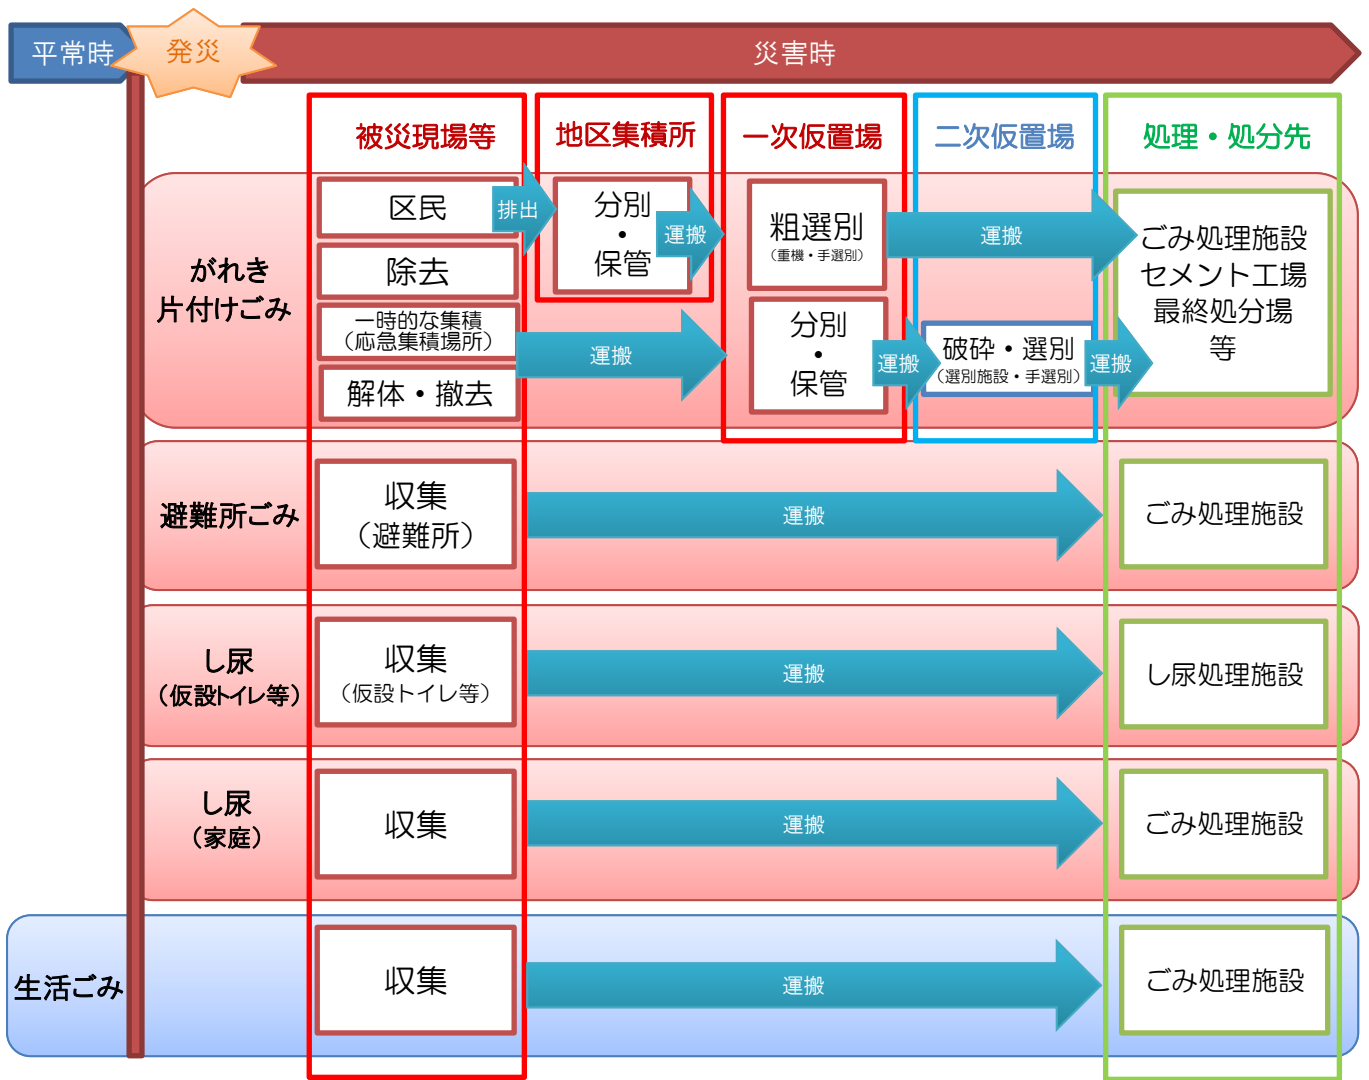 平常時
発災
災害時
被災現場等
地区集積所
一次仮置場
二次仮置場
処理・処分先
がれき
片付けごみ
区民
排出
除去
一時的な集積
（応急集積場所）
解体・撤去
運搬
分別
・
保管
運搬
粗選別
（重機・手選別）
運搬
分別
・
保管
運搬
破砕・選別
（選別施設・手選別）
運搬
ごみ処理施設
セメント工場
最終処分場
等
避難所ごみ
収集
（避難所）
運搬
ごみ処理施設
し尿
（仮設トイレ等）
収集
（仮設トイレ等）
運搬
し尿処理施設
し尿
（家庭）
収集
運搬
ごみ処理施設
生活ごみ
収集
運搬
ごみ処理施設